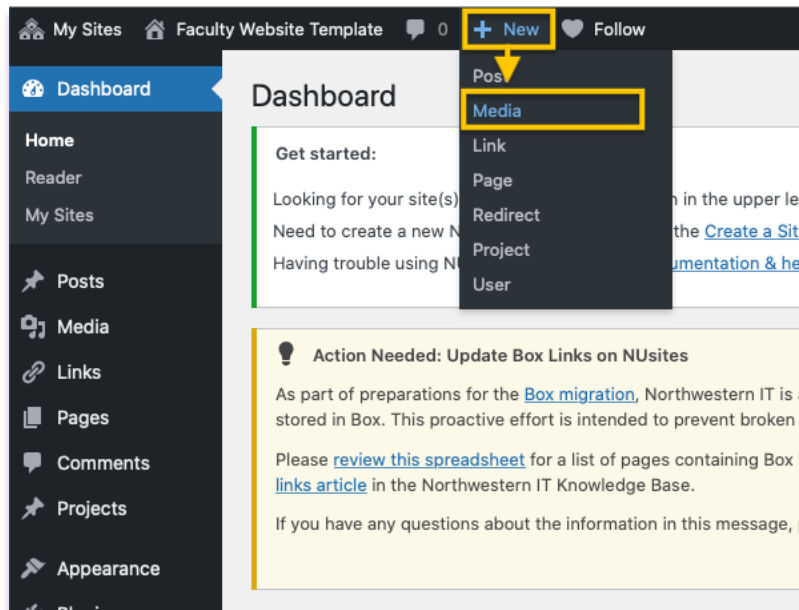 My Sites Faculty Website Template 0 + New Follow
Dashboard
Home
Reader
My Sites
Posts
Media
Links
Pages
Comments
Projects
Appearance
Post
Media
Link
Page
Redirect
Project
User
Dashboard
Get started:
Looking for your site(s) in the upper
Need to create a new the Create a
Having trouble using
Action Needed: Update Box Links on NUsites
As part of preparations for the Box migration, Northwestern IT is
stored in Box. This proactive effort is intended to prevent broken
Please review this spreadsheet for a list of pages containing Box
links article in the Northwestern IT Knowledge Base.
If you have any questions about the information in this message,